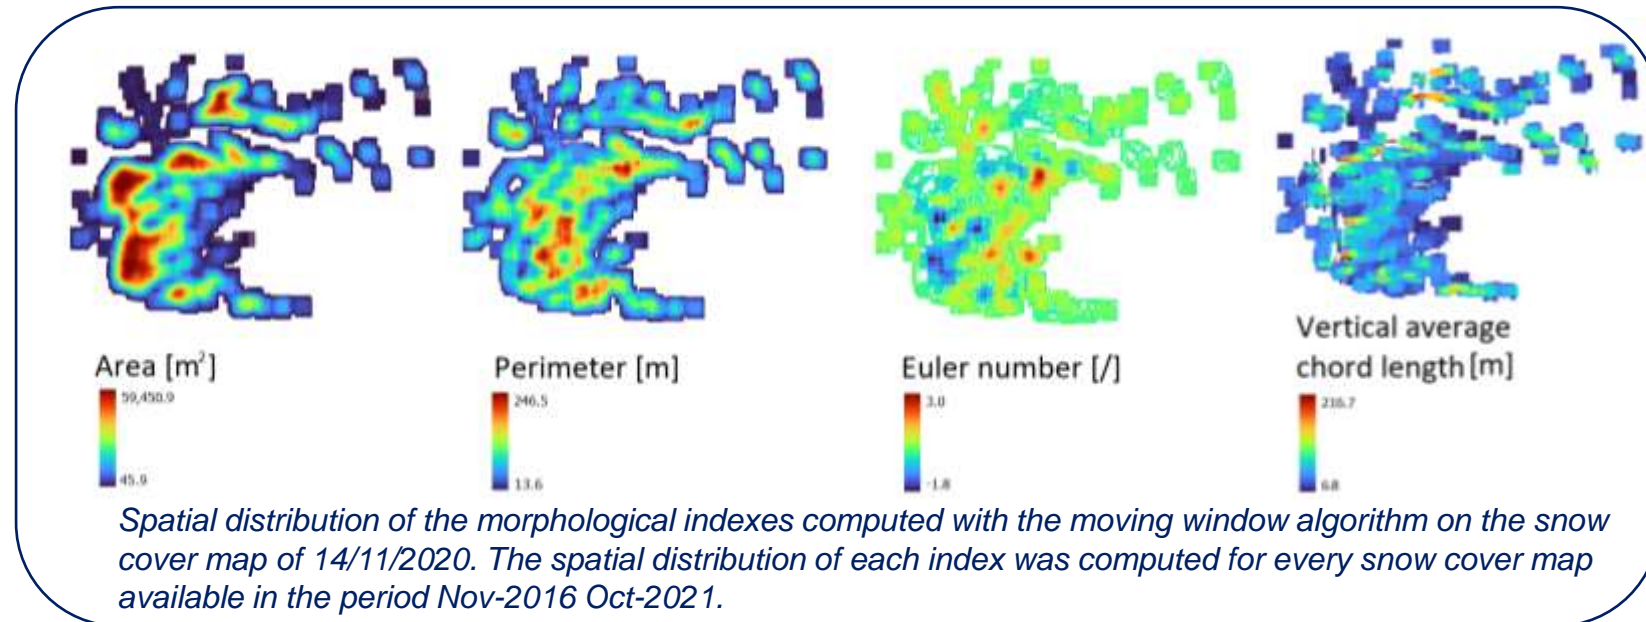 Area [m²]
59,450.9
45.9
Perimeter [m]
246.5
13.6
Euler number [/]
3.0
-1.8
Vertical average
chord length [m]
216.7
6.8
Spatial distribution of the morphological indexes computed with the moving window algorithm on the snow
cover map of 14/11/2020. The spatial distribution of each index was computed for every snow cover map
available in the period Nov-2016 Oct-2021.